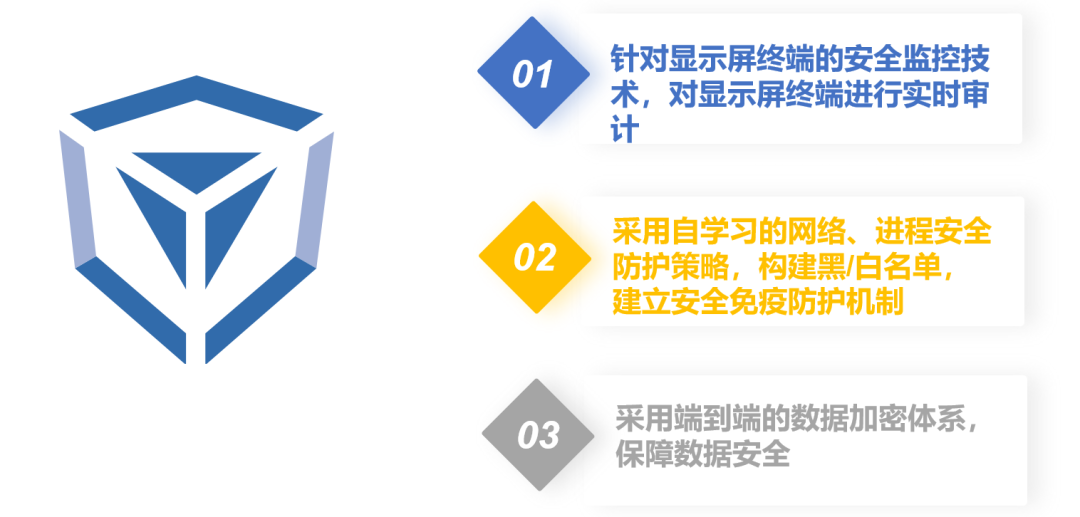 01
针对显示屏终端的安全监控技
术，对显示屏终端进行实时审
计
02
采用自学习的网络、进程安全
防护策略，构建黑/白名单，
建立安全免疫防护机制
03
采用端到端的数据加密体系，
保障数据安全